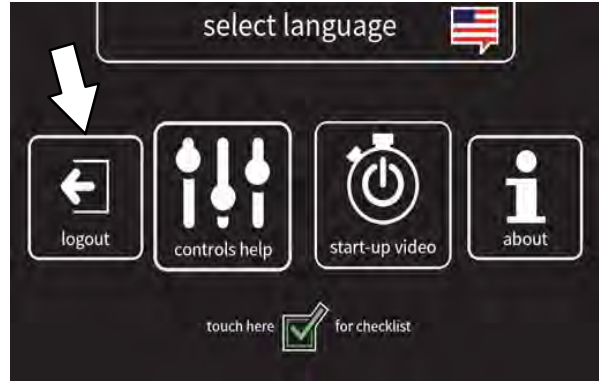 select language
logout
controls help
start-up video
about
touch here
for checklist